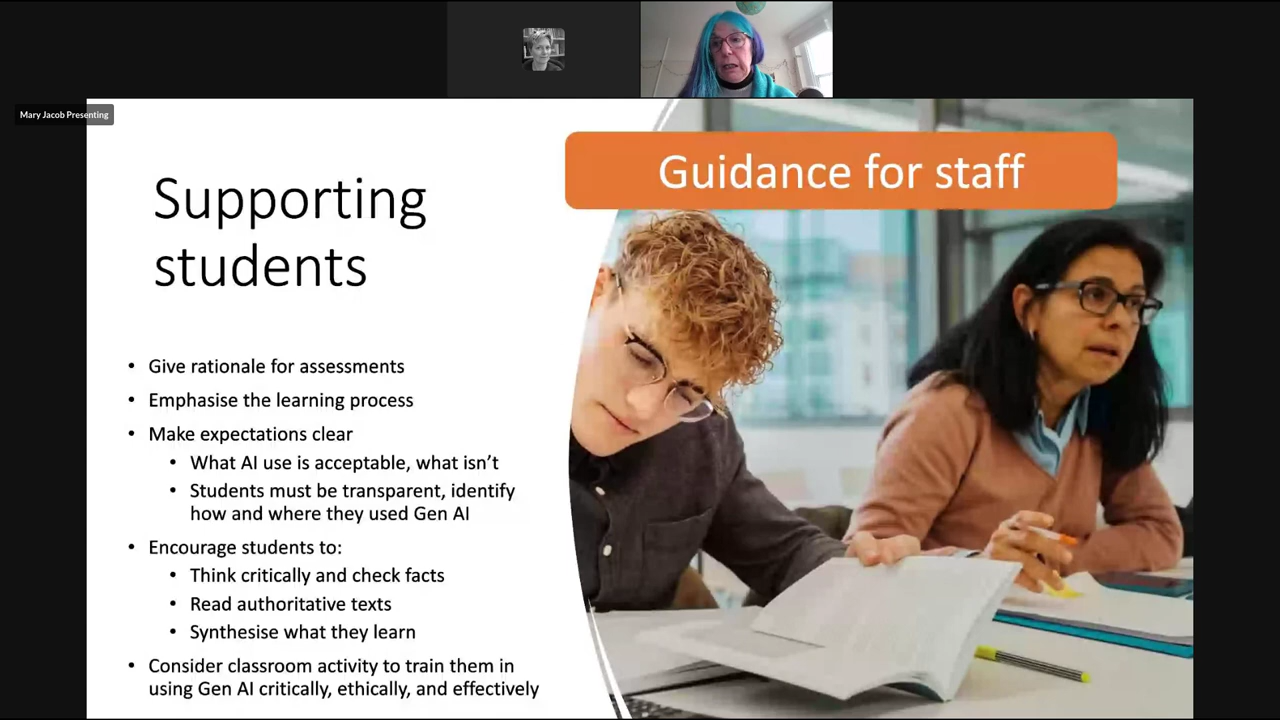 Mary Jacob Presenting
Guidance for staff
Supporting
students
• Give rationale for assessments
• Emphasise the learning process
• Make expectations clear
• What AI use is acceptable, what isn't
• Students must be transparent, identify
how and where they used Gen AI
• Encourage students to:
• Think critically and check facts
• Read authoritative texts
• Synthesise what they learn
• Consider classroom activity to train them in
using Gen AI critically, ethically, and effectively